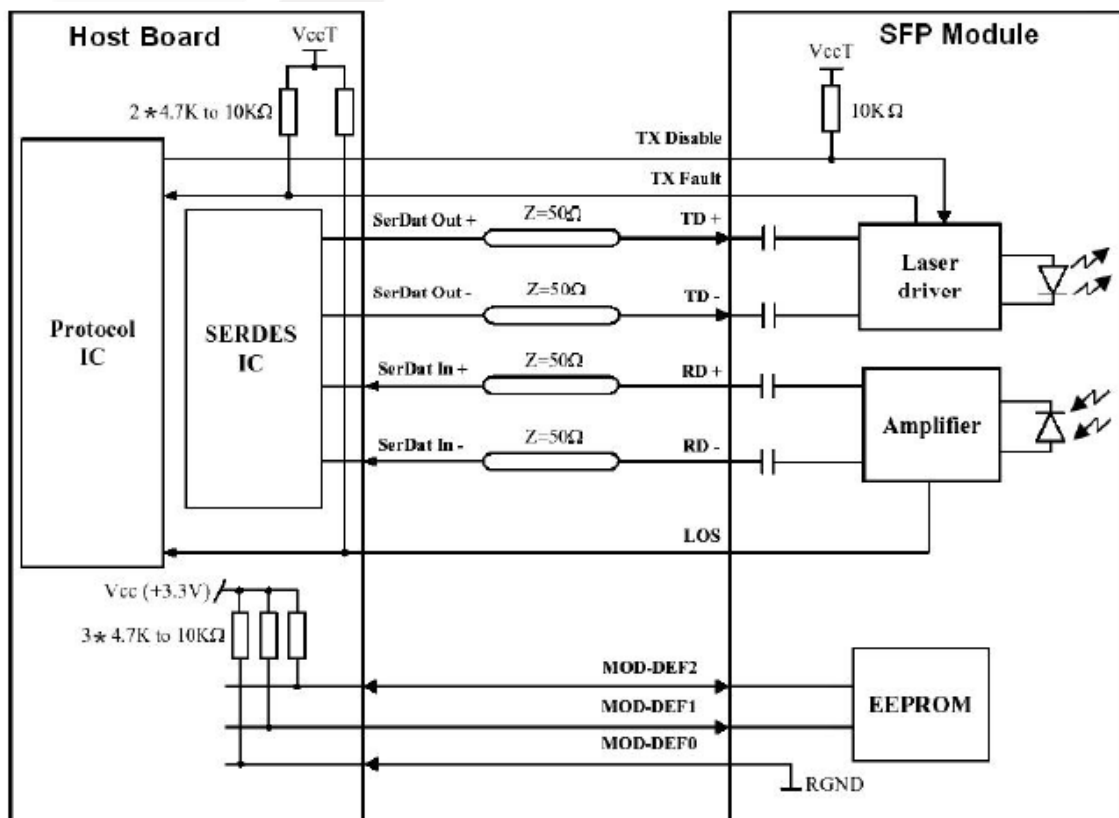 Host Board
SFP Module
VccT
VccT
2*4.7K to 10KΩ
10KΩ
TX Disable
TX Fault
SerDat Out +
Z=50Ω
TD +
Laser
driver
SerDat Out -
Z=50Ω
TD -
Protocol
IC
SERDES
IC
SerDat In +
Z=50Ω
RD +
Amplifier
SerDat In -
Z=50Ω
RD -
LOS
Vcc (+3.3V)
3*4.7K to 10KΩ
MOD-DEF2
EEPROM
MOD-DEF1
MOD-DEF0
RGND